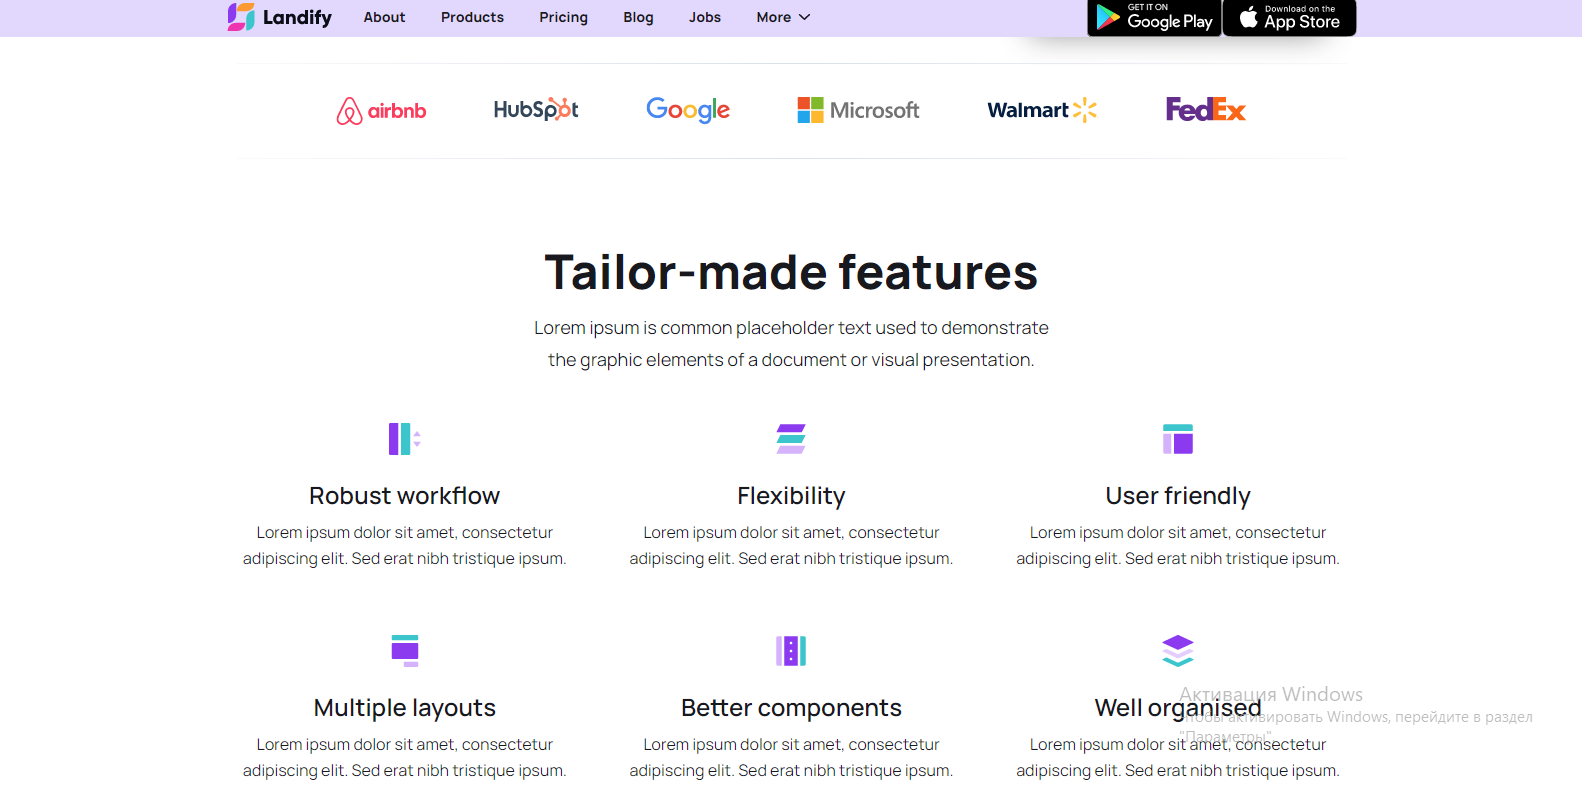 Landify About Products Pricing Blog Jobs More GET IT ON Google Play Download on the App Store
airbnb HubSpot Google Microsoft Walmart FedEx
Tailor-made features
Lorem ipsum is common placeholder text used to demonstrate
the graphic elements of a document or visual presentation.
Robust workflow Flexibility User friendly
Lorem ipsum dolor sit amet, consectetur Lorem ipsum dolor sit amet, consectetur Lorem ipsum dolor sit amet, consectetur
adipiscing elit. Sed erat nibh tristique ipsum. adipiscing elit. Sed erat nibh tristique ipsum. adipiscing elit. Sed erat nibh tristique ipsum.
Multiple layouts Better components Well organised
Lorem ipsum dolor sit amet, consectetur Lorem ipsum dolor sit amet, consectetur Lorem ipsum dolor sit amet, consectetur
adipiscing elit. Sed erat nibh tristique ipsum. adipiscing elit. Sed erat nibh tristique ipsum. adipiscing elit. Sed erat nibh tristique ipsum.
Активация Windows
Чтобы активировать Windows, перейдите в раздел
"Параметры".